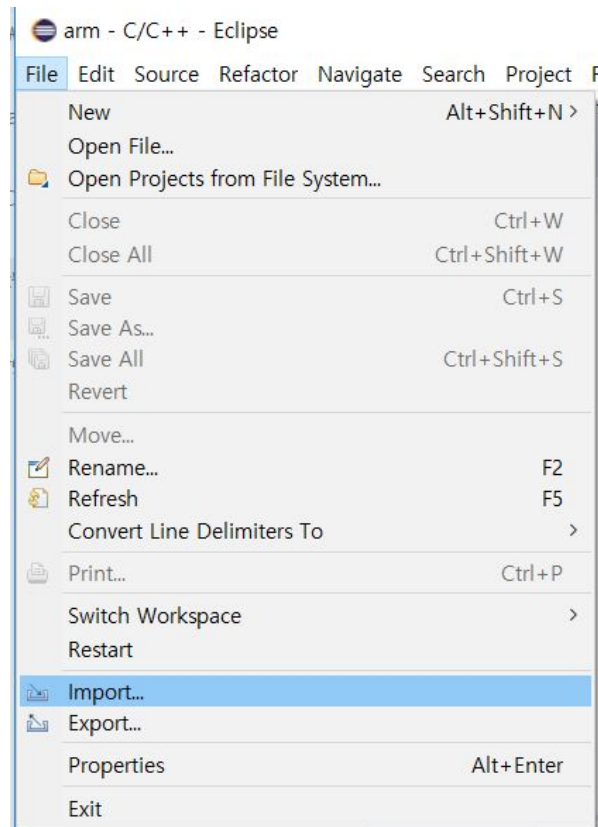 arm - C/C++ - Eclipse
File Edit Source Refactor Navigate Search Project
New Alt+Shift+N >
Open File...
Open Projects from File System...
Close Ctrl+W
Close All Ctrl+Shift+W
Save Ctrl+S
Save As...
Save All Ctrl+Shift+S
Revert
Move...
Rename... F2
Refresh F5
Convert Line Delimiters To >
Print... Ctrl+P
Switch Workspace >
Restart
Import...
Export...
Properties Alt+Enter
Exit